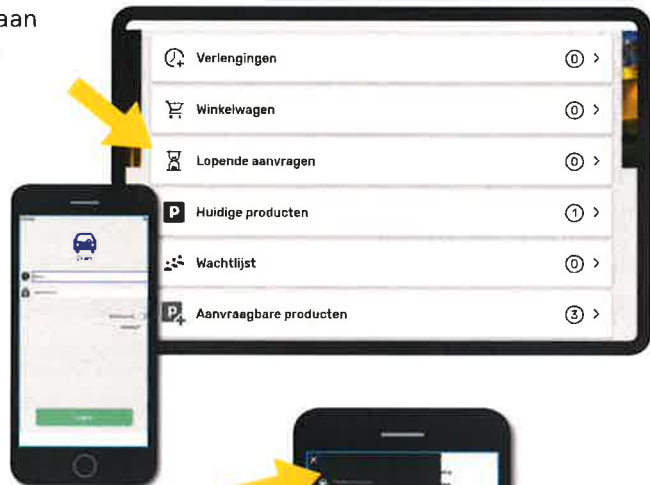 aan
Verlengingen 0 >
Winkelwagen 0 >
Lopende aanvragen 0 >
P Huidige producten 1 >
Wachtlijst 0 >
P+ Aanvraagbare producten 3 >